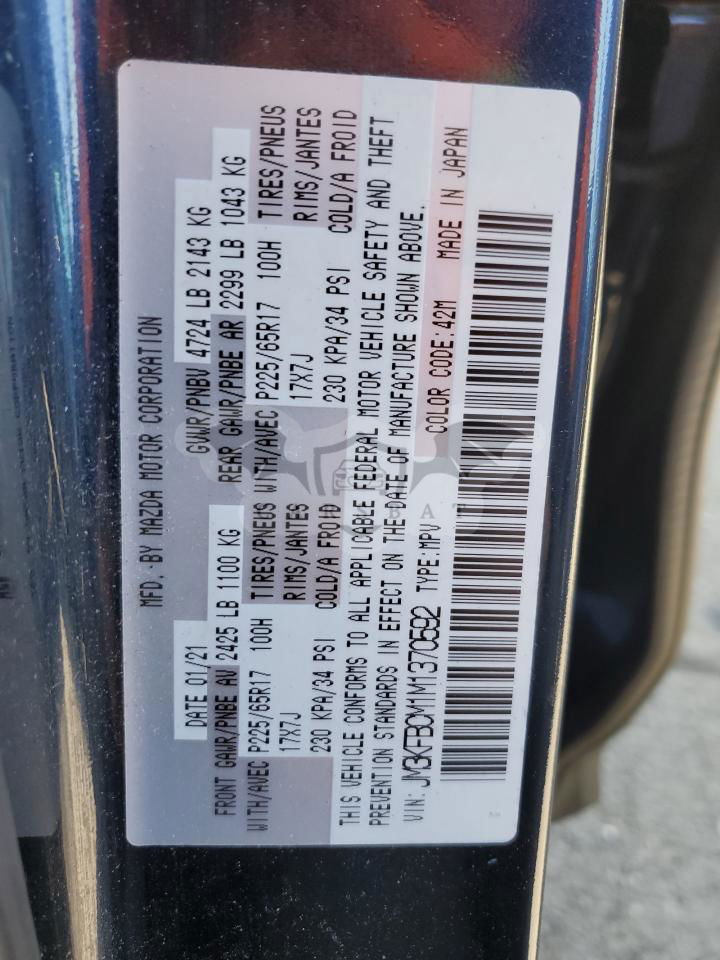 MFD. BY MAZDA MOTOR CORPORATION
DATE 01/21 GVWR/PNBV 4724 LB 2143 KG
FRONT GAWR/PNBE AV 2425 LB 1100 KG REAR GAWR/PNBE AR 2299 LB 1043 KG
WITH/AVEC P225/65R17 100H TIRES/PNEUS WITH/AVEC P225/65R17 100H TIRES/PNEUS
17X7J RIMS/JANTES 17X7J RIMS/JANTES
230 KPA/34 PSI COLD/A FROID 230 KPA/34 PSI COLD/A FROID
THIS VEHICLE CONFORMS TO ALL APPLICABLE FEDERAL MOTOR VEHICLE SAFETY AND THEFT
PREVENTION STANDARDS IN EFFECT ON THE DATE OF MANUFACTURE SHOWN ABOVE.
VIN: JM3KFBCM1M1370592 TYPE:MPV COLOR CODE:42M MADE IN JAPAN